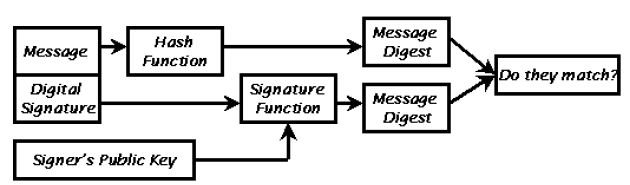 Message
Hash
Function
Message
Digest
Do they match?
Digital
Signature
Signature
Function
Message
Digest
Signer's Public Key